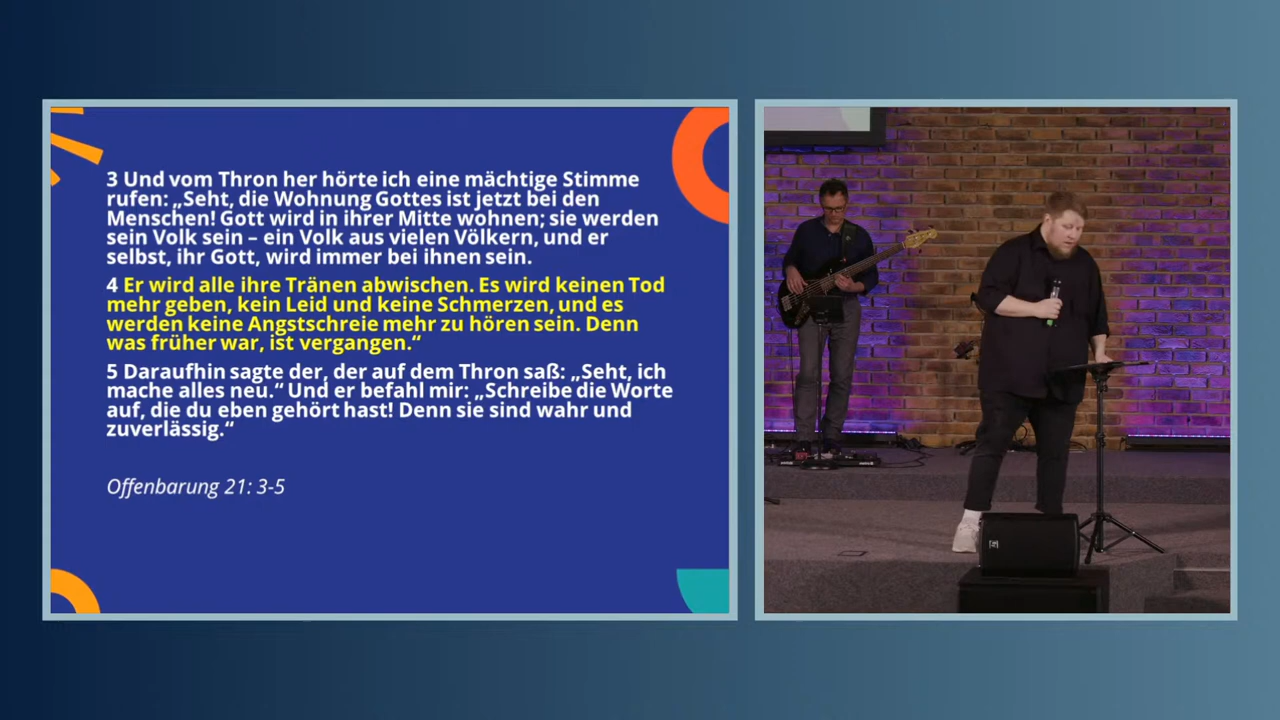 3 Und vom Thron her hörte ich eine mächtige Stimme
rufen: „Seht, die Wohnung Gottes ist jetzt bei den
Menschen! Gott wird in ihrer Mitte wohnen; sie werden
sein Volk sein – ein Volk aus vielen Völkern, und er
selbst, ihr Gott, wird immer bei ihnen sein.
4 Er wird alle ihre Tränen abwischen. Es wird keinen Tod
mehr geben, kein Leid und keine Schmerzen, und es
werden keine Angstschreie mehr zu hören sein. Denn
was früher war, ist vergangen.“
5 Daraufhin sagte der, der auf dem Thron saß: „Seht, ich
mache alles neu.“ Und er befahl mir: „Schreibe die Worte
auf, die du eben gehört hast! Denn sie sind wahr und
zuverlässig.“
Offenbarung 21: 3-5